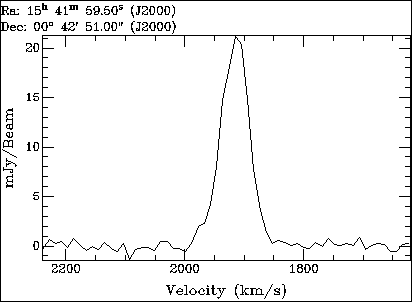 Ra: 15ʰ 41ᵐ 59.50ˢ (J2000)
Dec: 00° 42' 51.00" (J2000)
mJy/Beam
20
15
10
5
0
2200 2000 1800
Velocity (km/s)